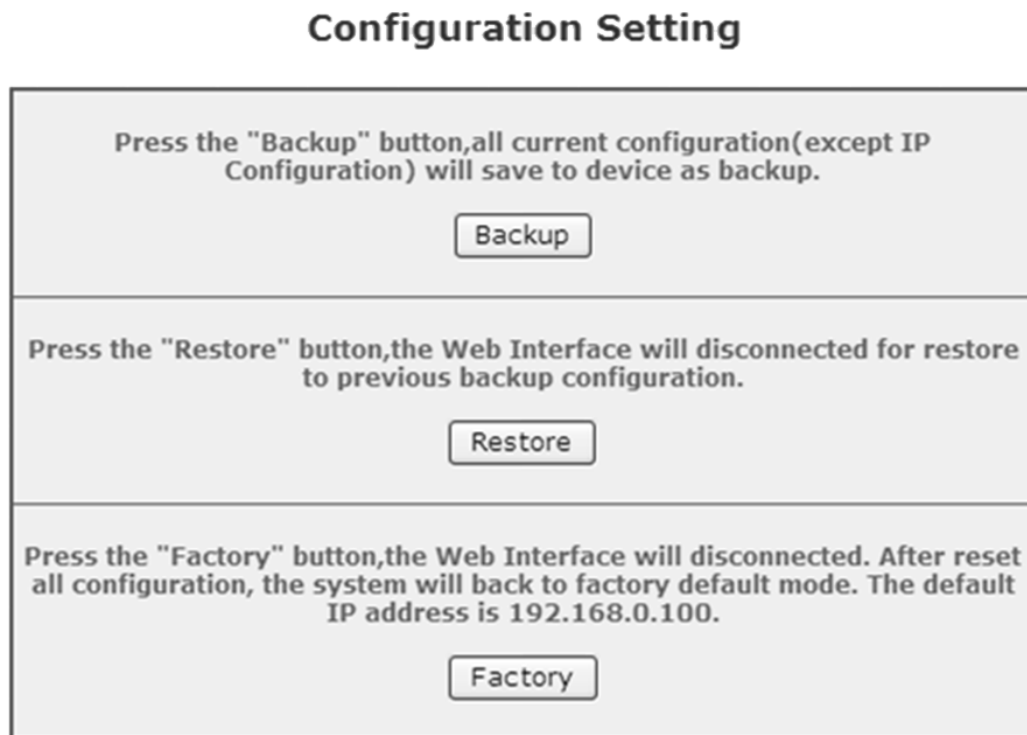 Configuration Setting
Press the "Backup" button,all current configuration(except IP
Configuration) will save to device as backup.
Backup
Press the "Restore" button,the Web Interface will disconnected for restore
to previous backup configuration.
Restore
Press the "Factory" button,the Web Interface will disconnected. After reset
all configuration, the system will back to factory default mode. The default
IP address is 192.168.0.100.
Factory